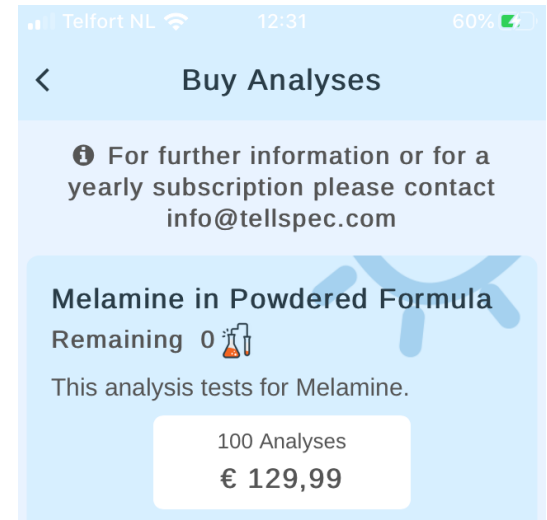 Telfort NL 12:31 60%
Buy Analyses
For further information or for a
yearly subscription please contact
info@tellspec.com
Melamine in Powdered Formula
Remaining 0
This analysis tests for Melamine.
100 Analyses
€ 129,99